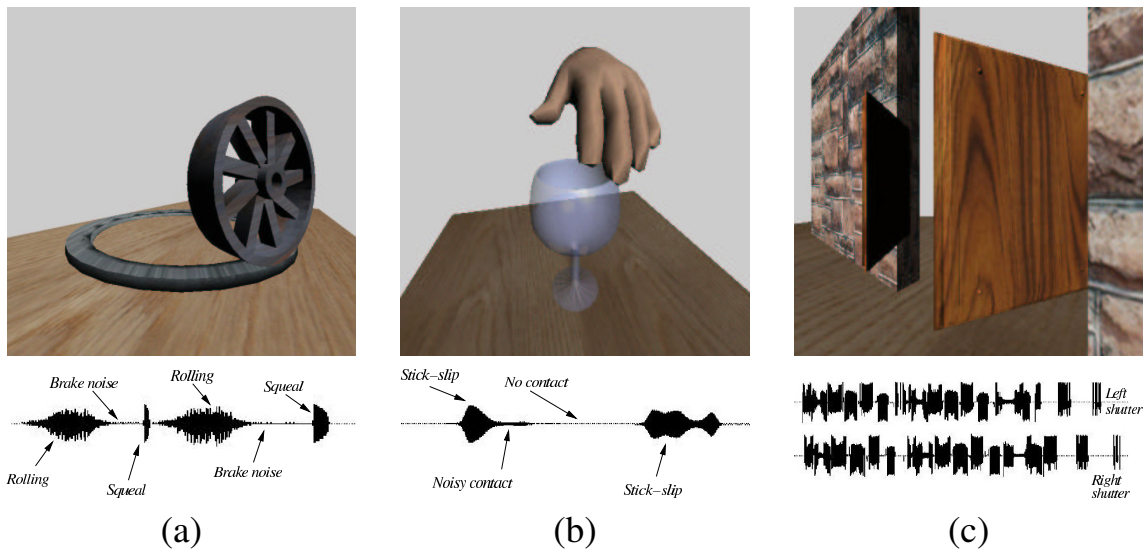 Brake noise
Rolling
Squeal
Rolling
Squeal
Brake noise
(a)
Stick–slip
No contact
Noisy contact
Stick–slip
(b)
Left
shutter
Right
shutter
(c)